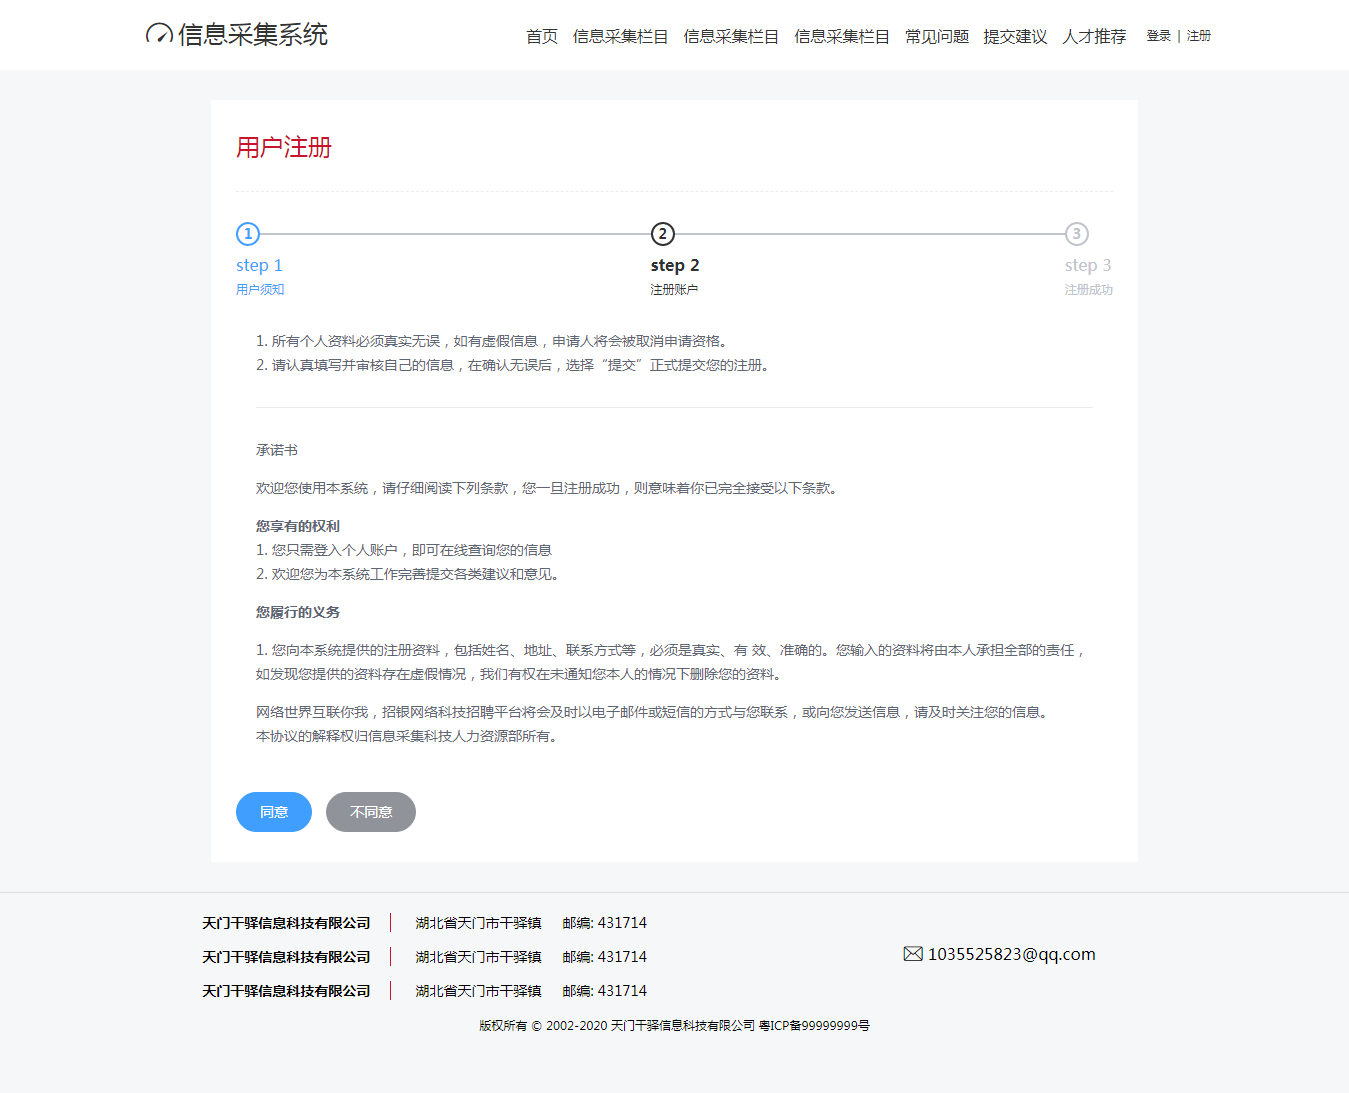 信息采集系统
首页 信息采集栏目 信息采集栏目 信息采集栏目 常见问题 提交建议 人才推荐 登录 | 注册
用户注册
1 2 3
step 1 step 2 step 3
用户须知 注册账户 注册成功
1. 所有个人资料必须真实无误，如有虚假信息，申请人将会被取消申请资格。
2. 请认真填写并审核自己的信息，在确认无误后，选择“提交”正式提交您的注册。
承诺书
欢迎您使用本系统，请仔细阅读下列条款，您一旦注册成功，则意味着你已完全接受以下条款。
您享有的权利
1. 您只需登入个人账户，即可在线查询您的信息
2. 欢迎您为本系统工作完善提交各类建议和意见。
您履行的义务
1. 您向本系统提供的注册资料，包括姓名、地址、联系方式等，必须是真实、有 效、准确的。您输入的资料将由本人承担全部的责任，
如发现您提供的资料存在虚假情况，我们有权在未通知您本人的情况下删除您的资料。
网络世界互联你我，招银网络科技招聘平台将会及时以电子邮件或短信的方式与您联系，或向您发送信息，请及时关注您的信息。
本协议的解释权归信息采集科技人力资源部所有。
同意 不同意
天门干驿信息科技有限公司 湖北省天门市干驿镇 邮编: 431714
天门干驿信息科技有限公司 湖北省天门市干驿镇 邮编: 431714
1035525823@qq.com
天门干驿信息科技有限公司 湖北省天门市干驿镇 邮编: 431714
版权所有 © 2002-2020 天门干驿信息科技有限公司 粤ICP备99999999号